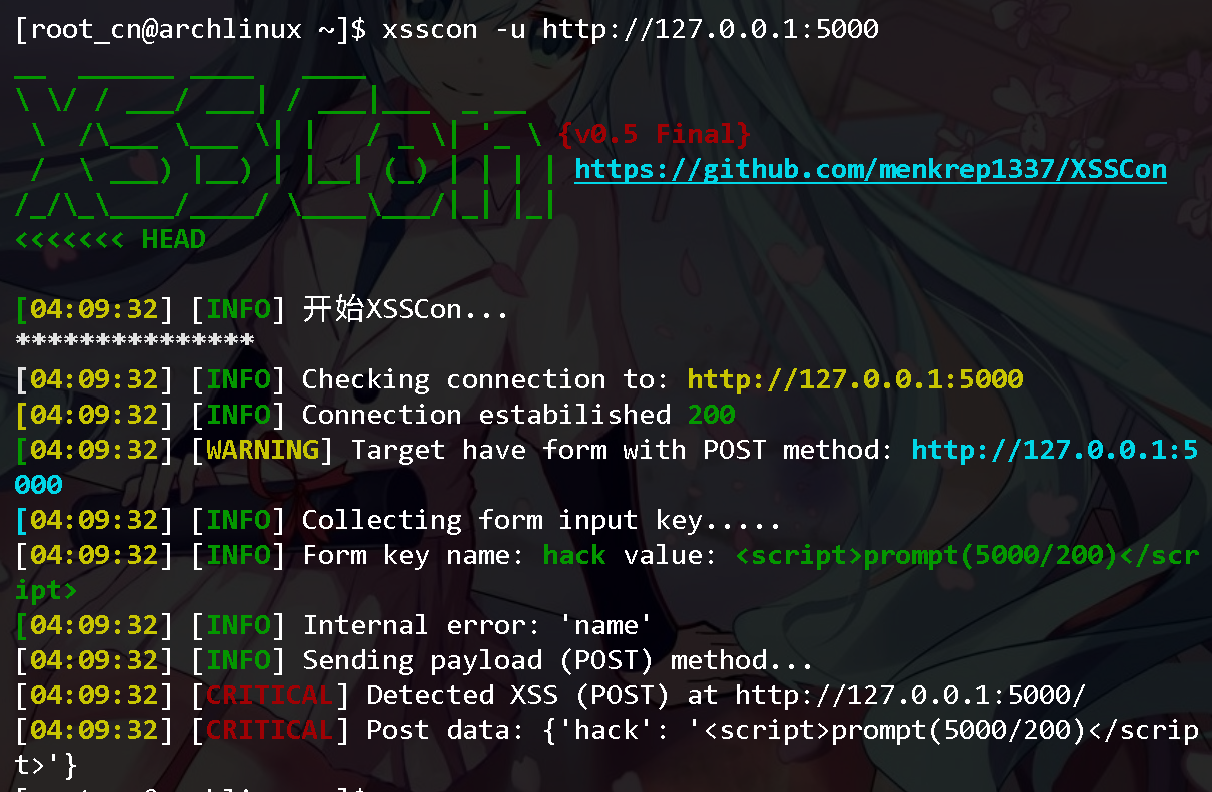 [root_cn@archlinux ~]$ xsscon -u http://127.0.0.1:5000
__  ______ ____   ____
\ \/ / ___/ ___| / ___|___  _ __
 \  /\___ \___ \| |   / _ \| '_ \ {v0.5 Final}
 /  \ ___) |__) | |__| (_) | | | | https://github.com/menkrep1337/XSSCon
/_/\_\____/____/ \____\___/|_| |_|
<<<<<<< HEAD
[04:09:32] [INFO] 开始XSSCon...
***************
[04:09:32] [INFO] Checking connection to: http://127.0.0.1:5000
[04:09:32] [INFO] Connection estabilished 200
[04:09:32] [WARNING] Target have form with POST method: http://127.0.0.1:5
000
[04:09:32] [INFO] Collecting form input key.....
[04:09:32] [INFO] Form key name: hack value: <script>prompt(5000/200)</scr
ipt>
[04:09:32] [INFO] Internal error: 'name'
[04:09:32] [INFO] Sending payload (POST) method...
[04:09:32] [CRITICAL] Detected XSS (POST) at http://127.0.0.1:5000/
[04:09:32] [CRITICAL] Post data: {'hack': '<script>prompt(5000/200)</scrip
t>'}